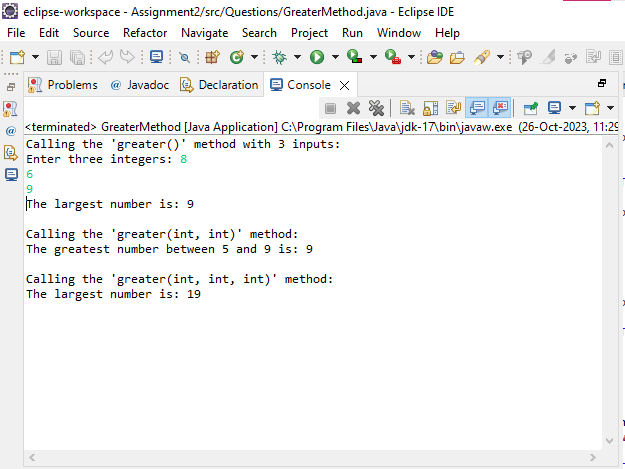 eclipse-workspace - Assignment2/src/Questions/GreaterMethod.java - Eclipse IDE
File Edit Source Refactor Navigate Search Project Run Window Help
Problems @ Javadoc Declaration Console
<terminated> GreaterMethod [Java Application] C:\Program Files\Java\jdk-17\bin\javaw.exe (26-Oct-2023, 11:29
Calling the 'greater()' method with 3 inputs:
Enter three integers: 8
6
9
The largest number is: 9
Calling the 'greater(int, int)' method:
The greatest number between 5 and 9 is: 9
Calling the 'greater(int, int, int)' method:
The largest number is: 19